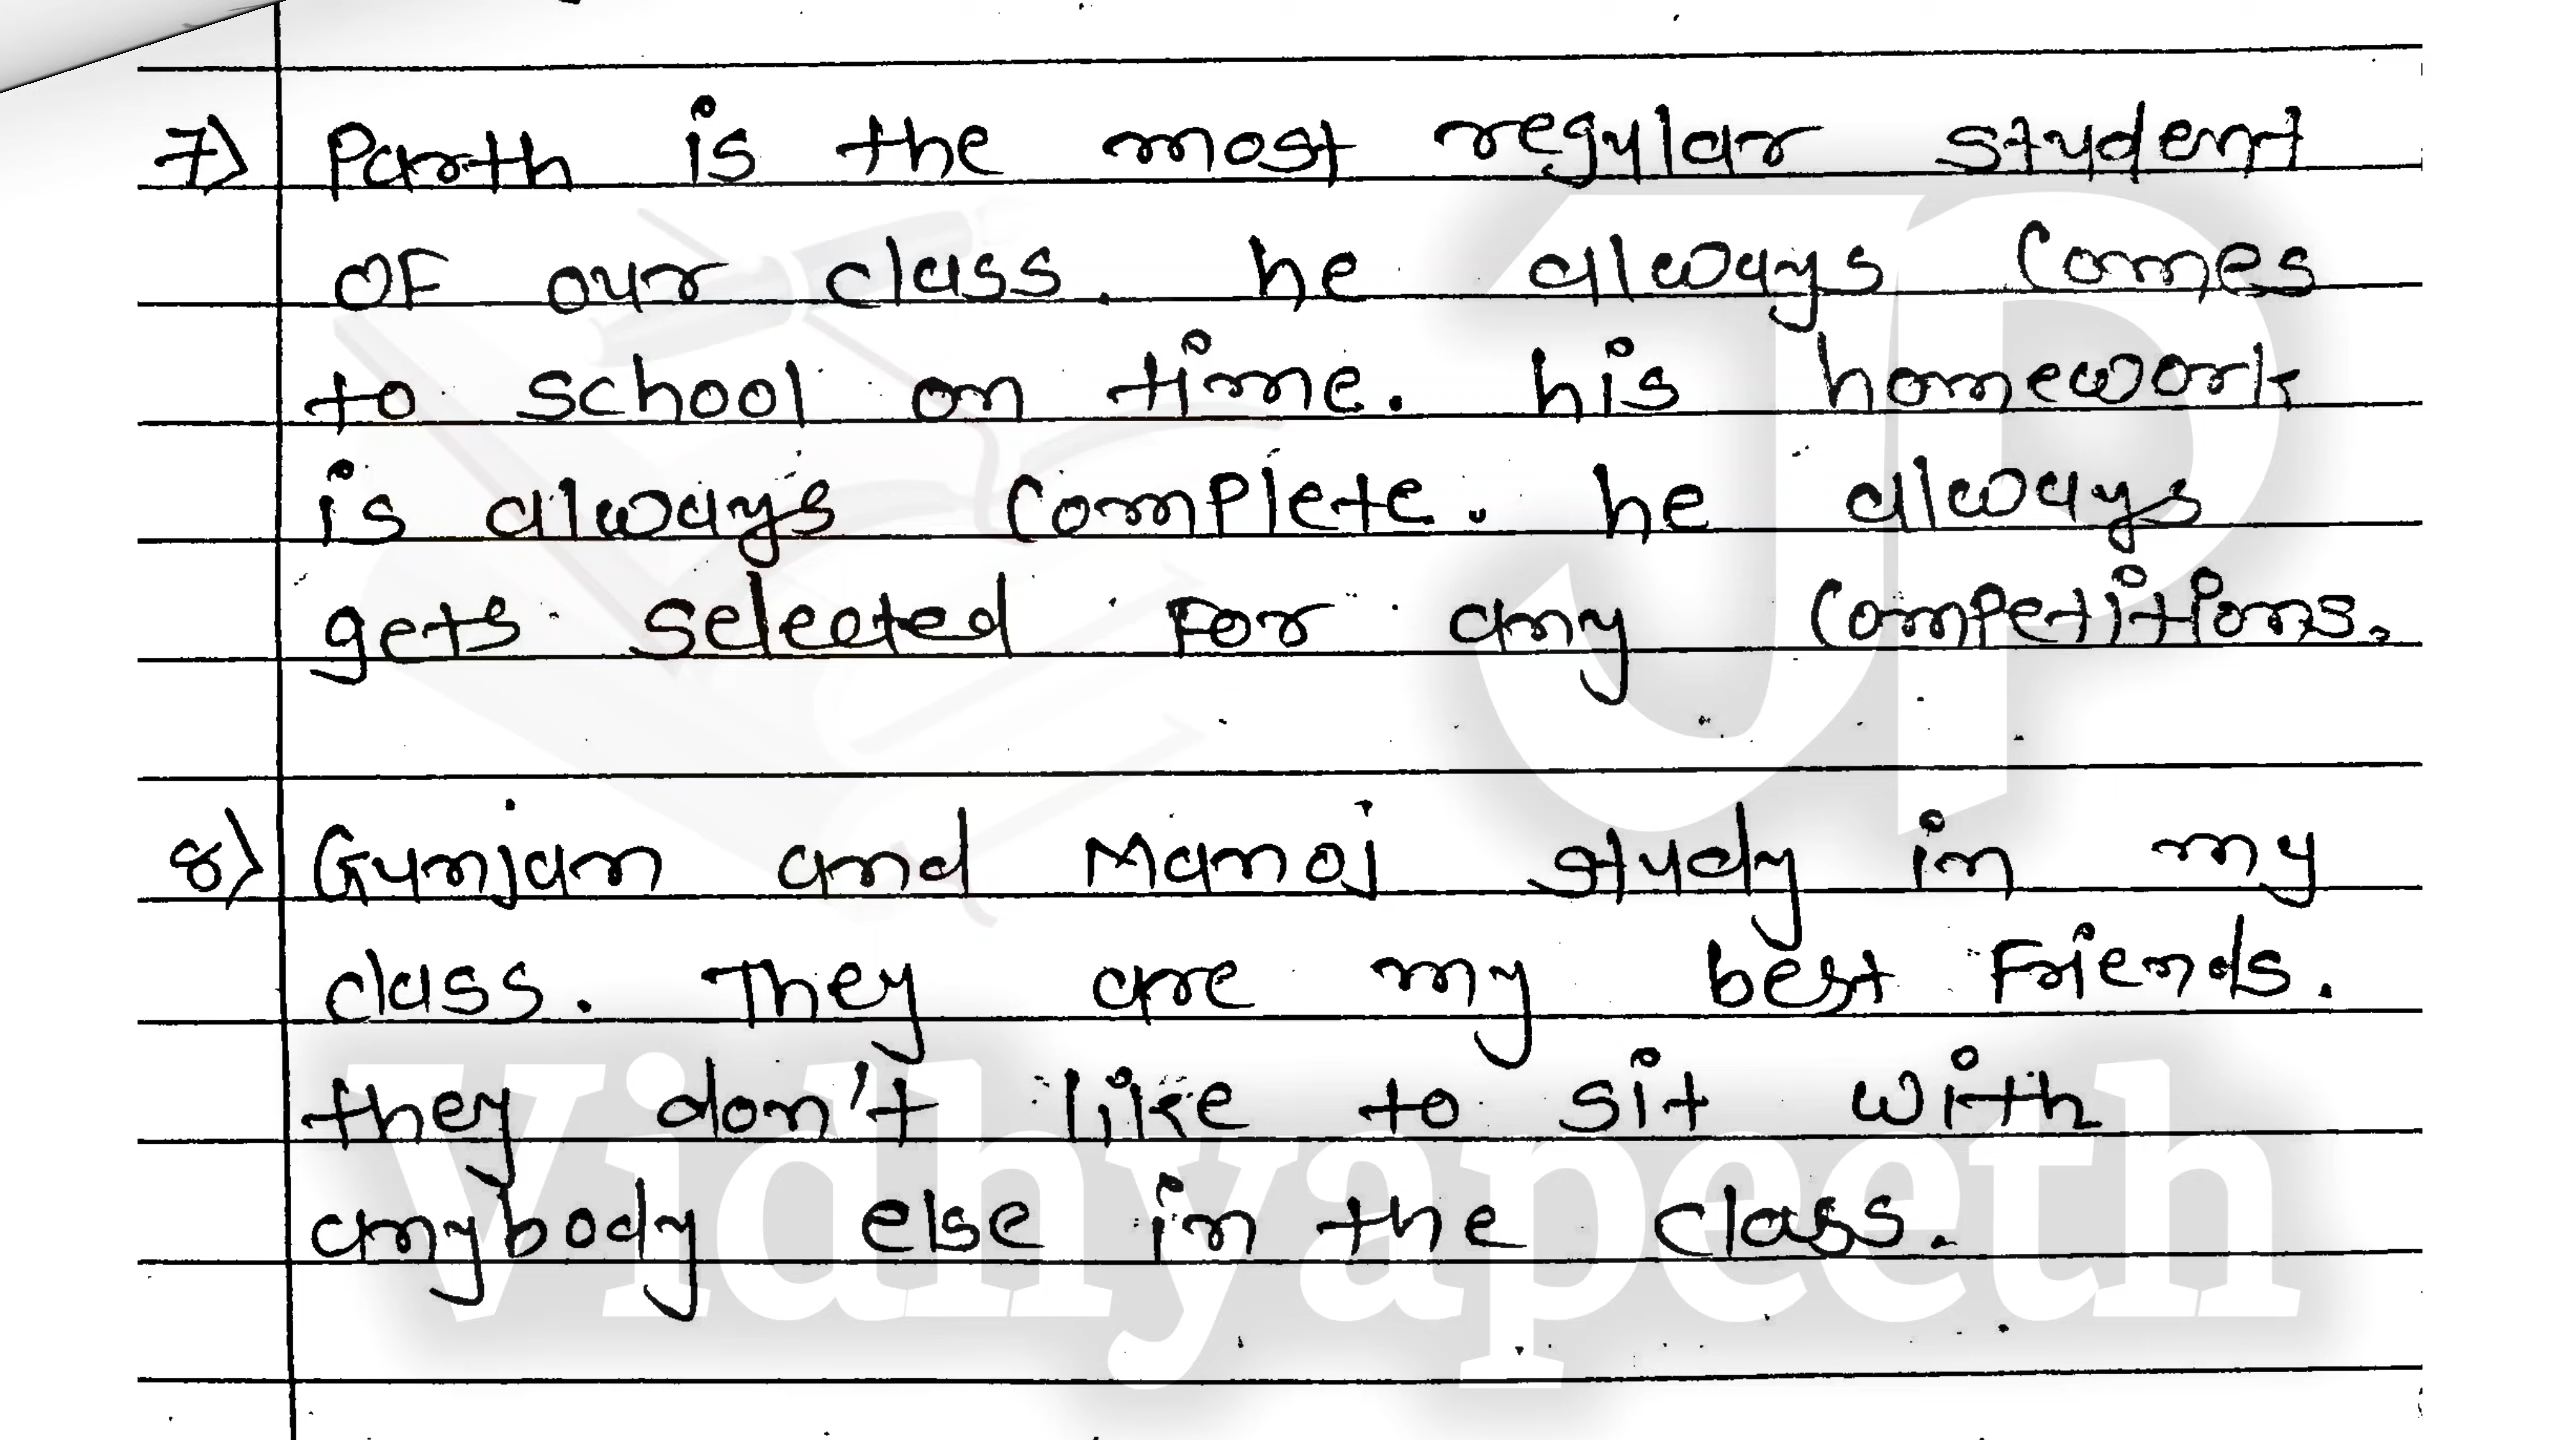 7) Parth is the most regular student
OF our class. he always comes
to school on time. his homework
is always complete. he always
gets selected For any competitions.
8) Gunjan and Manoj study in my
class. They are my best Friends.
they don't like to sit with
anybody else in the class.
JP
Vidhyapeeth